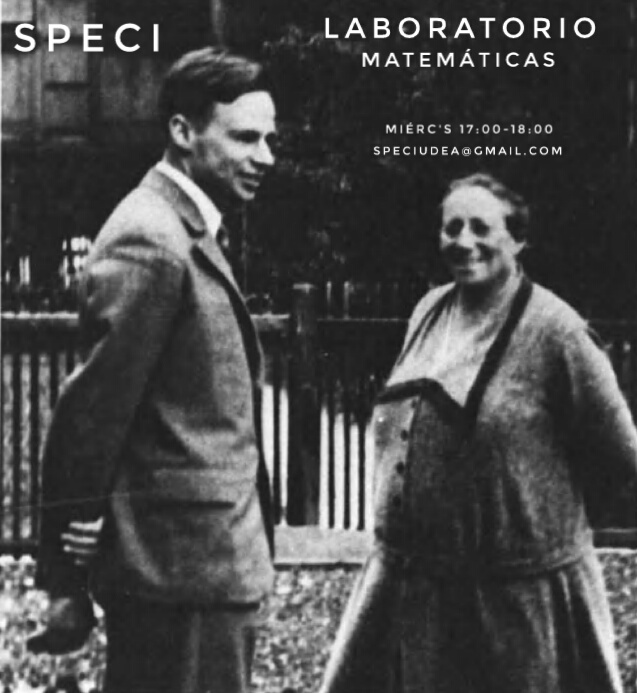 SPECI
LABORATORIO
MATEMÁTICAS
MIÉRC'S 17:00-18:00
SPECIUDEA@GMAIL.COM